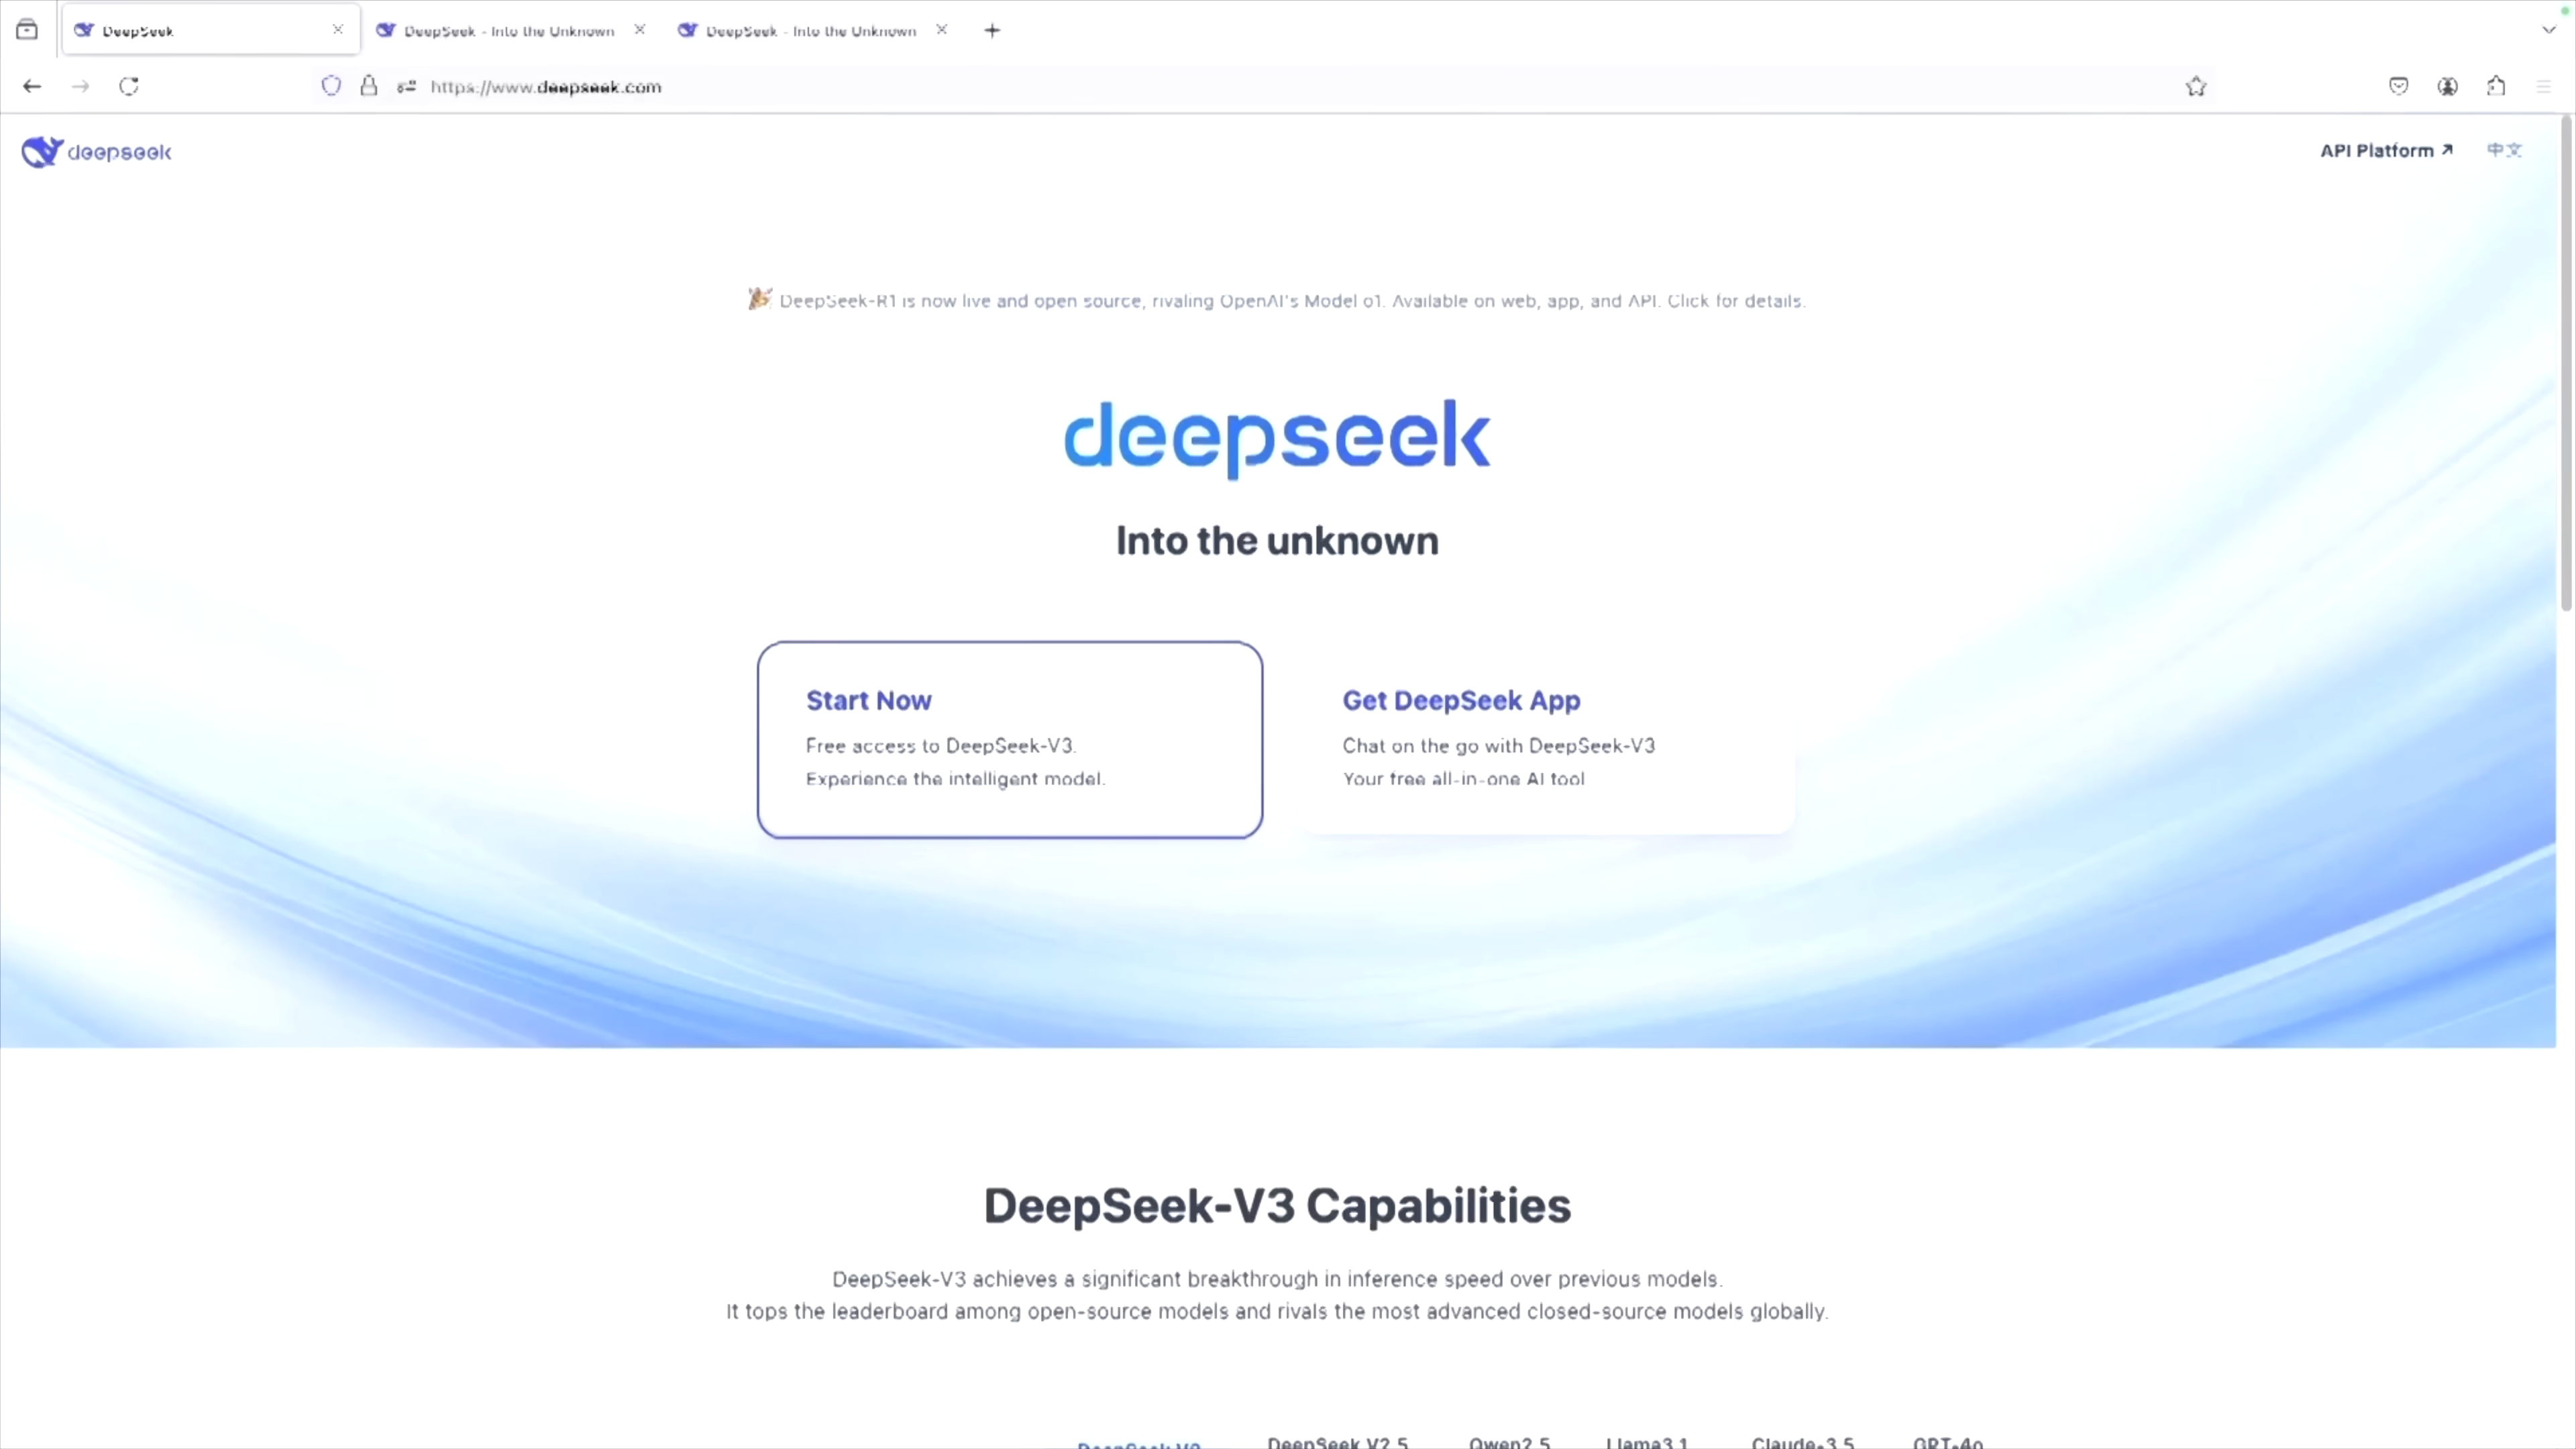 DeepSeek
DeepSeek - Into the Unknown
DeepSeek - Into the Unknown
https://www.deepseek.com
deepseek
API Platform
中文
DeepSeek-R1 is now live and open source, rivaling OpenAI's Model o1. Available on web, app, and API. Click for details.
deepseek
Into the unknown
Start Now
Free access to DeepSeek-V3.
Experience the intelligent model.
Get DeepSeek App
Chat on the go with DeepSeek-V3
Your free all-in-one AI tool
DeepSeek-V3 Capabilities
DeepSeek-V3 achieves a significant breakthrough in inference speed over previous models.
It tops the leaderboard among open-source models and rivals the most advanced closed-source models globally.
DeepSeek V3 DeepSeek V2.5 Qwen2.5 Llama3.1 Claude-3.5 GPT-4o